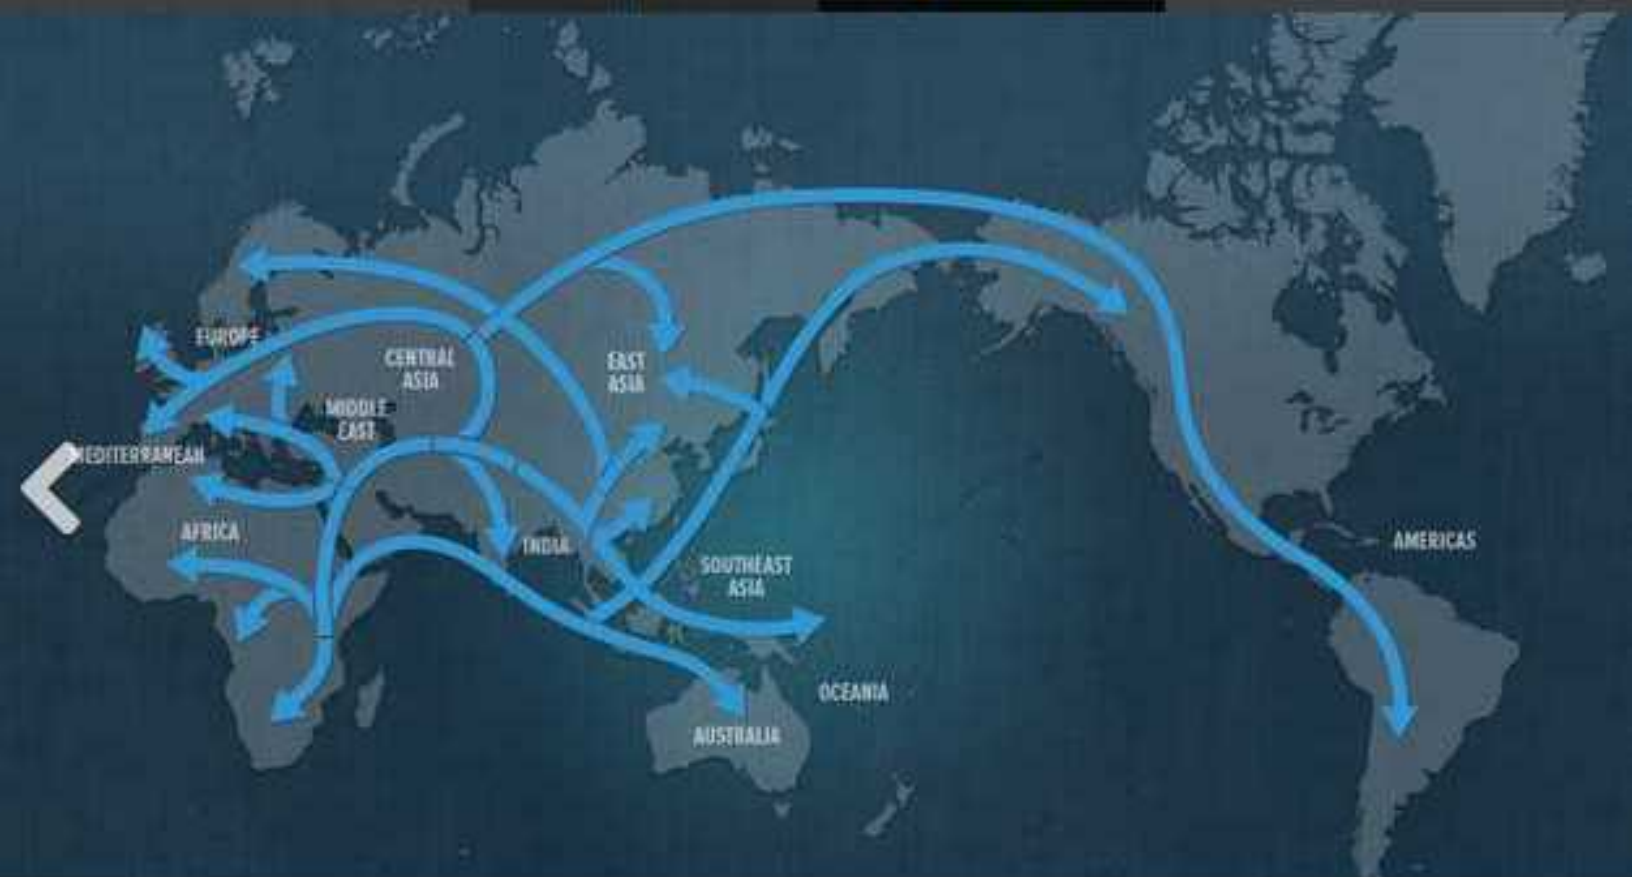 EUROPE
CENTRAL
ASIA
EAST
ASIA
MIDDLE
EAST
MEDITERRANEAN
AFRICA
INDIA
SOUTHEAST
ASIA
AMERICAS
OCEANIA
AUSTRALIA